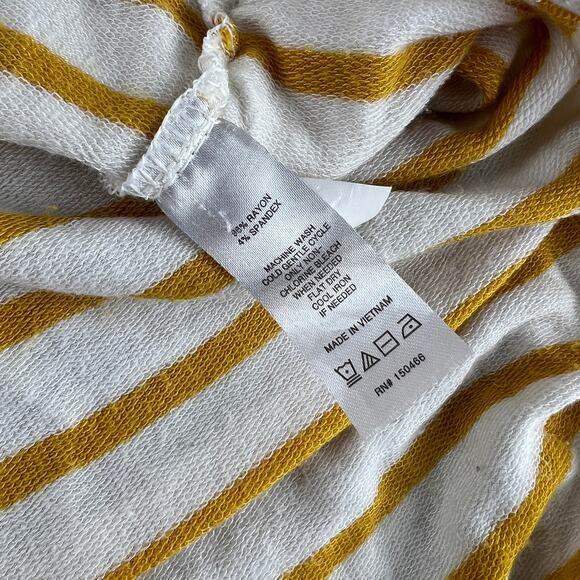 96% RAYON
4% SPANDEX
MACHINE WASH
COLD GENTLE CYCLE
ONLY NON-
CHLORINE BLEACH
WHEN NEEDED
FLAT DRY
COOL IRON
IF NEEDED
MADE IN VIETNAM
RN# 150466